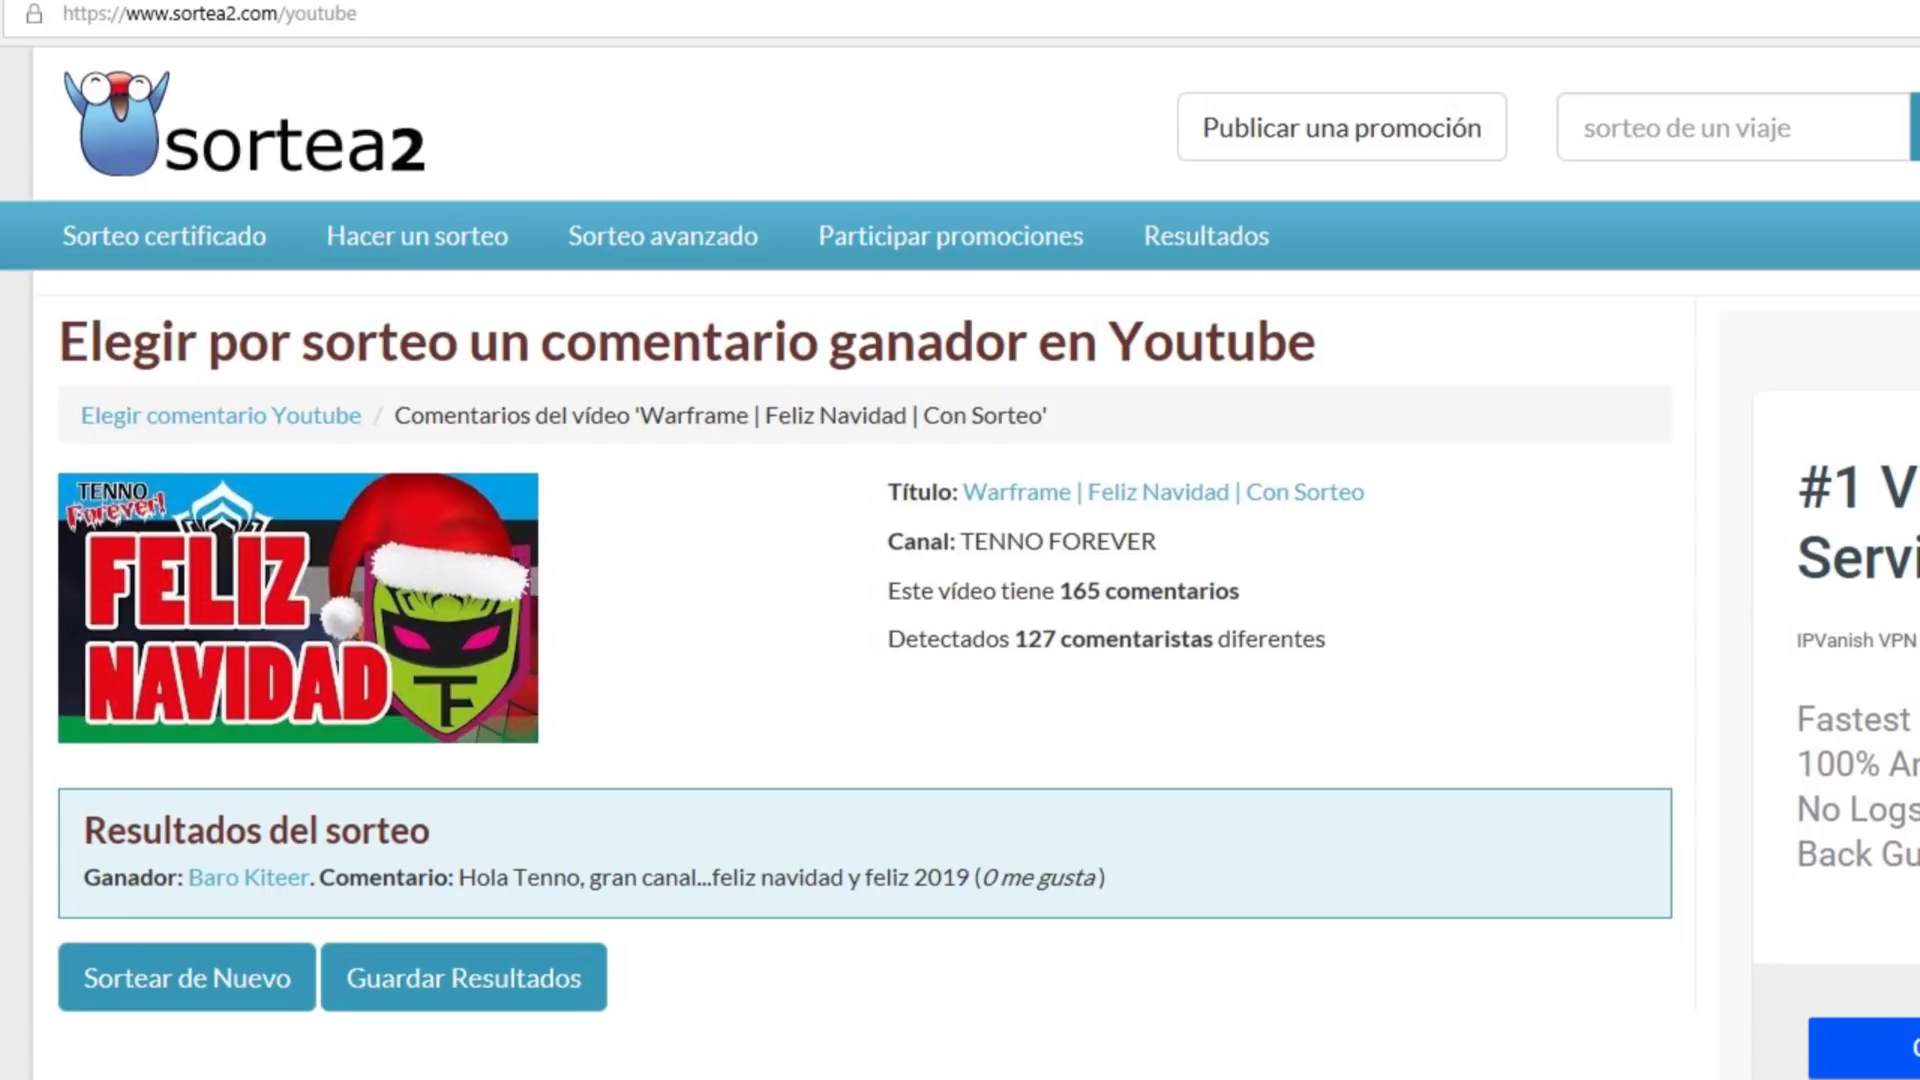 https://www.sortea2.com/youtube
sortea2
Publicar una promoción
sorteo de un viaje
Sorteo certificado
Hacer un sorteo
Sorteo avanzado
Participar promociones
Resultados
Elegir por sorteo un comentario ganador en Youtube
Elegir comentario Youtube / Comentarios del vídeo 'Warframe | Feliz Navidad | Con Sorteo'
TENNO
Forever!
FELIZ
NAVIDAD
TF
Título: Warframe | Feliz Navidad | Con Sorteo
Canal: TENNO FOREVER
Este vídeo tiene 165 comentarios
Detectados 127 comentaristas diferentes
Resultados del sorteo
Ganador: Baro Kiteer. Comentario: Hola Tenno, gran canal...feliz navidad y feliz 2019 (0 me gusta)
Sortear de Nuevo
Guardar Resultados
#1 V
Servi
IPVanish VPN
Fastest
100% A
No Logs
Back Gu